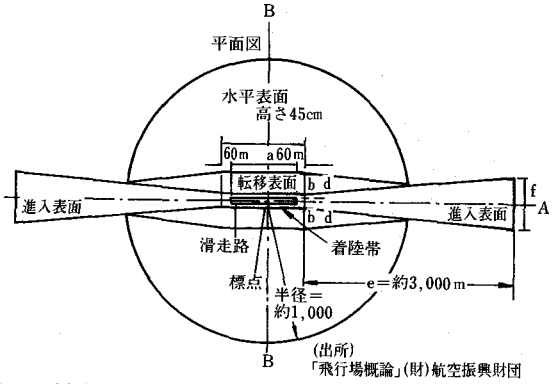 B
平面図
水平表面
高さ45cm
60m a 60m
転移表面
b d
f
進入表面
b d
進入表面
A
滑走路
着陸帯
標点
e＝約3,000m
半径＝
約1,000
B
(出所)
「飛行場概論」(財)航空振興財団